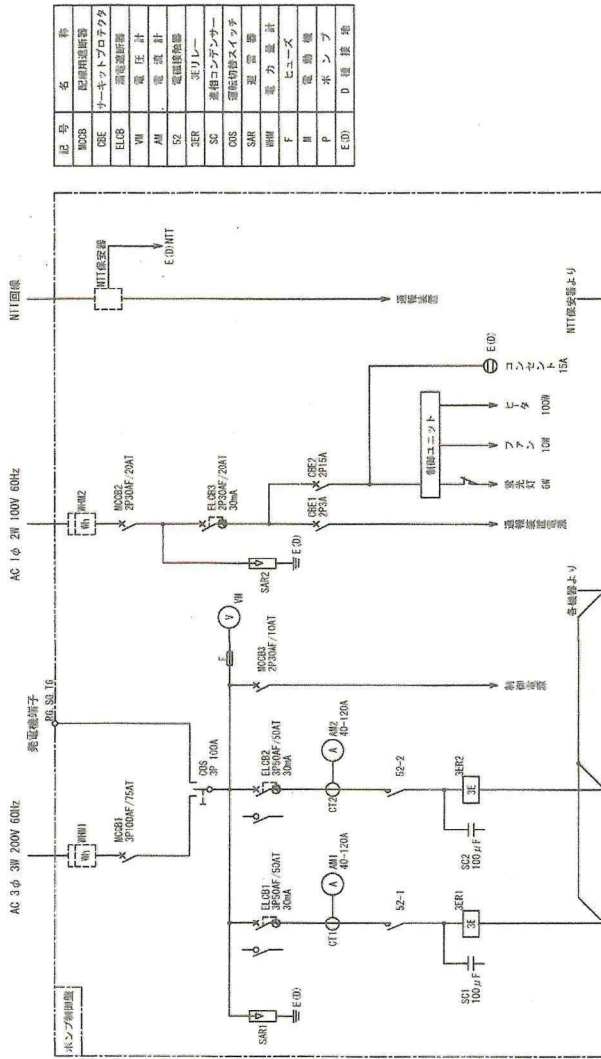 記号 名称
MCCB 配線用遮断器
CBE サーキットプロテクタ
ELCB 漏電遮断器
VM 電圧計
AM 電流計
52 電磁接触器
3ER 3Eリレー
SC 進相コンデンサー
COS 運転切替スイッチ
SAR 避雷器
WHM 電力量計
F ヒューズ
M 電動機
P ポンプ
E(D) D種接地
ポンプ制御盤
AC 3φ 3W 200V 60Hz
WHM1
Wh
MCCB1
3P100AF/75AT
発電機端子
RG, SG, TG
COS
3P 100A
SAR1
E(D)
ELCB1
3P50AF/50AT
30mA
CT1
A
AM1
40-120A
52-1
SC1
100μF
3E
3ER1
ELCB2
3P50AF/50AT
30mA
CT2
A
AM2
40-120A
52-2
SC2
100μF
3E
3ER2
F
V
VM
MCCB3
2P30AF/10AT
制御電源
各機器より
AC 1φ 2W 100V 60Hz
WHM2
Wh
MCCB2
2P30AF/20AT
SAR2
E(D)
ELCB3
2P30AF/20AT
30mA
CBE1
2P3A
CBE2
2P15A
通報装置電源
制御ユニット
蛍光灯
6W
ファン
10W
ヒータ
100W
E(D)
コンセント
15A
NTT回線
NTT保安器
E(D)NTT
通報装置
NTT保安器より